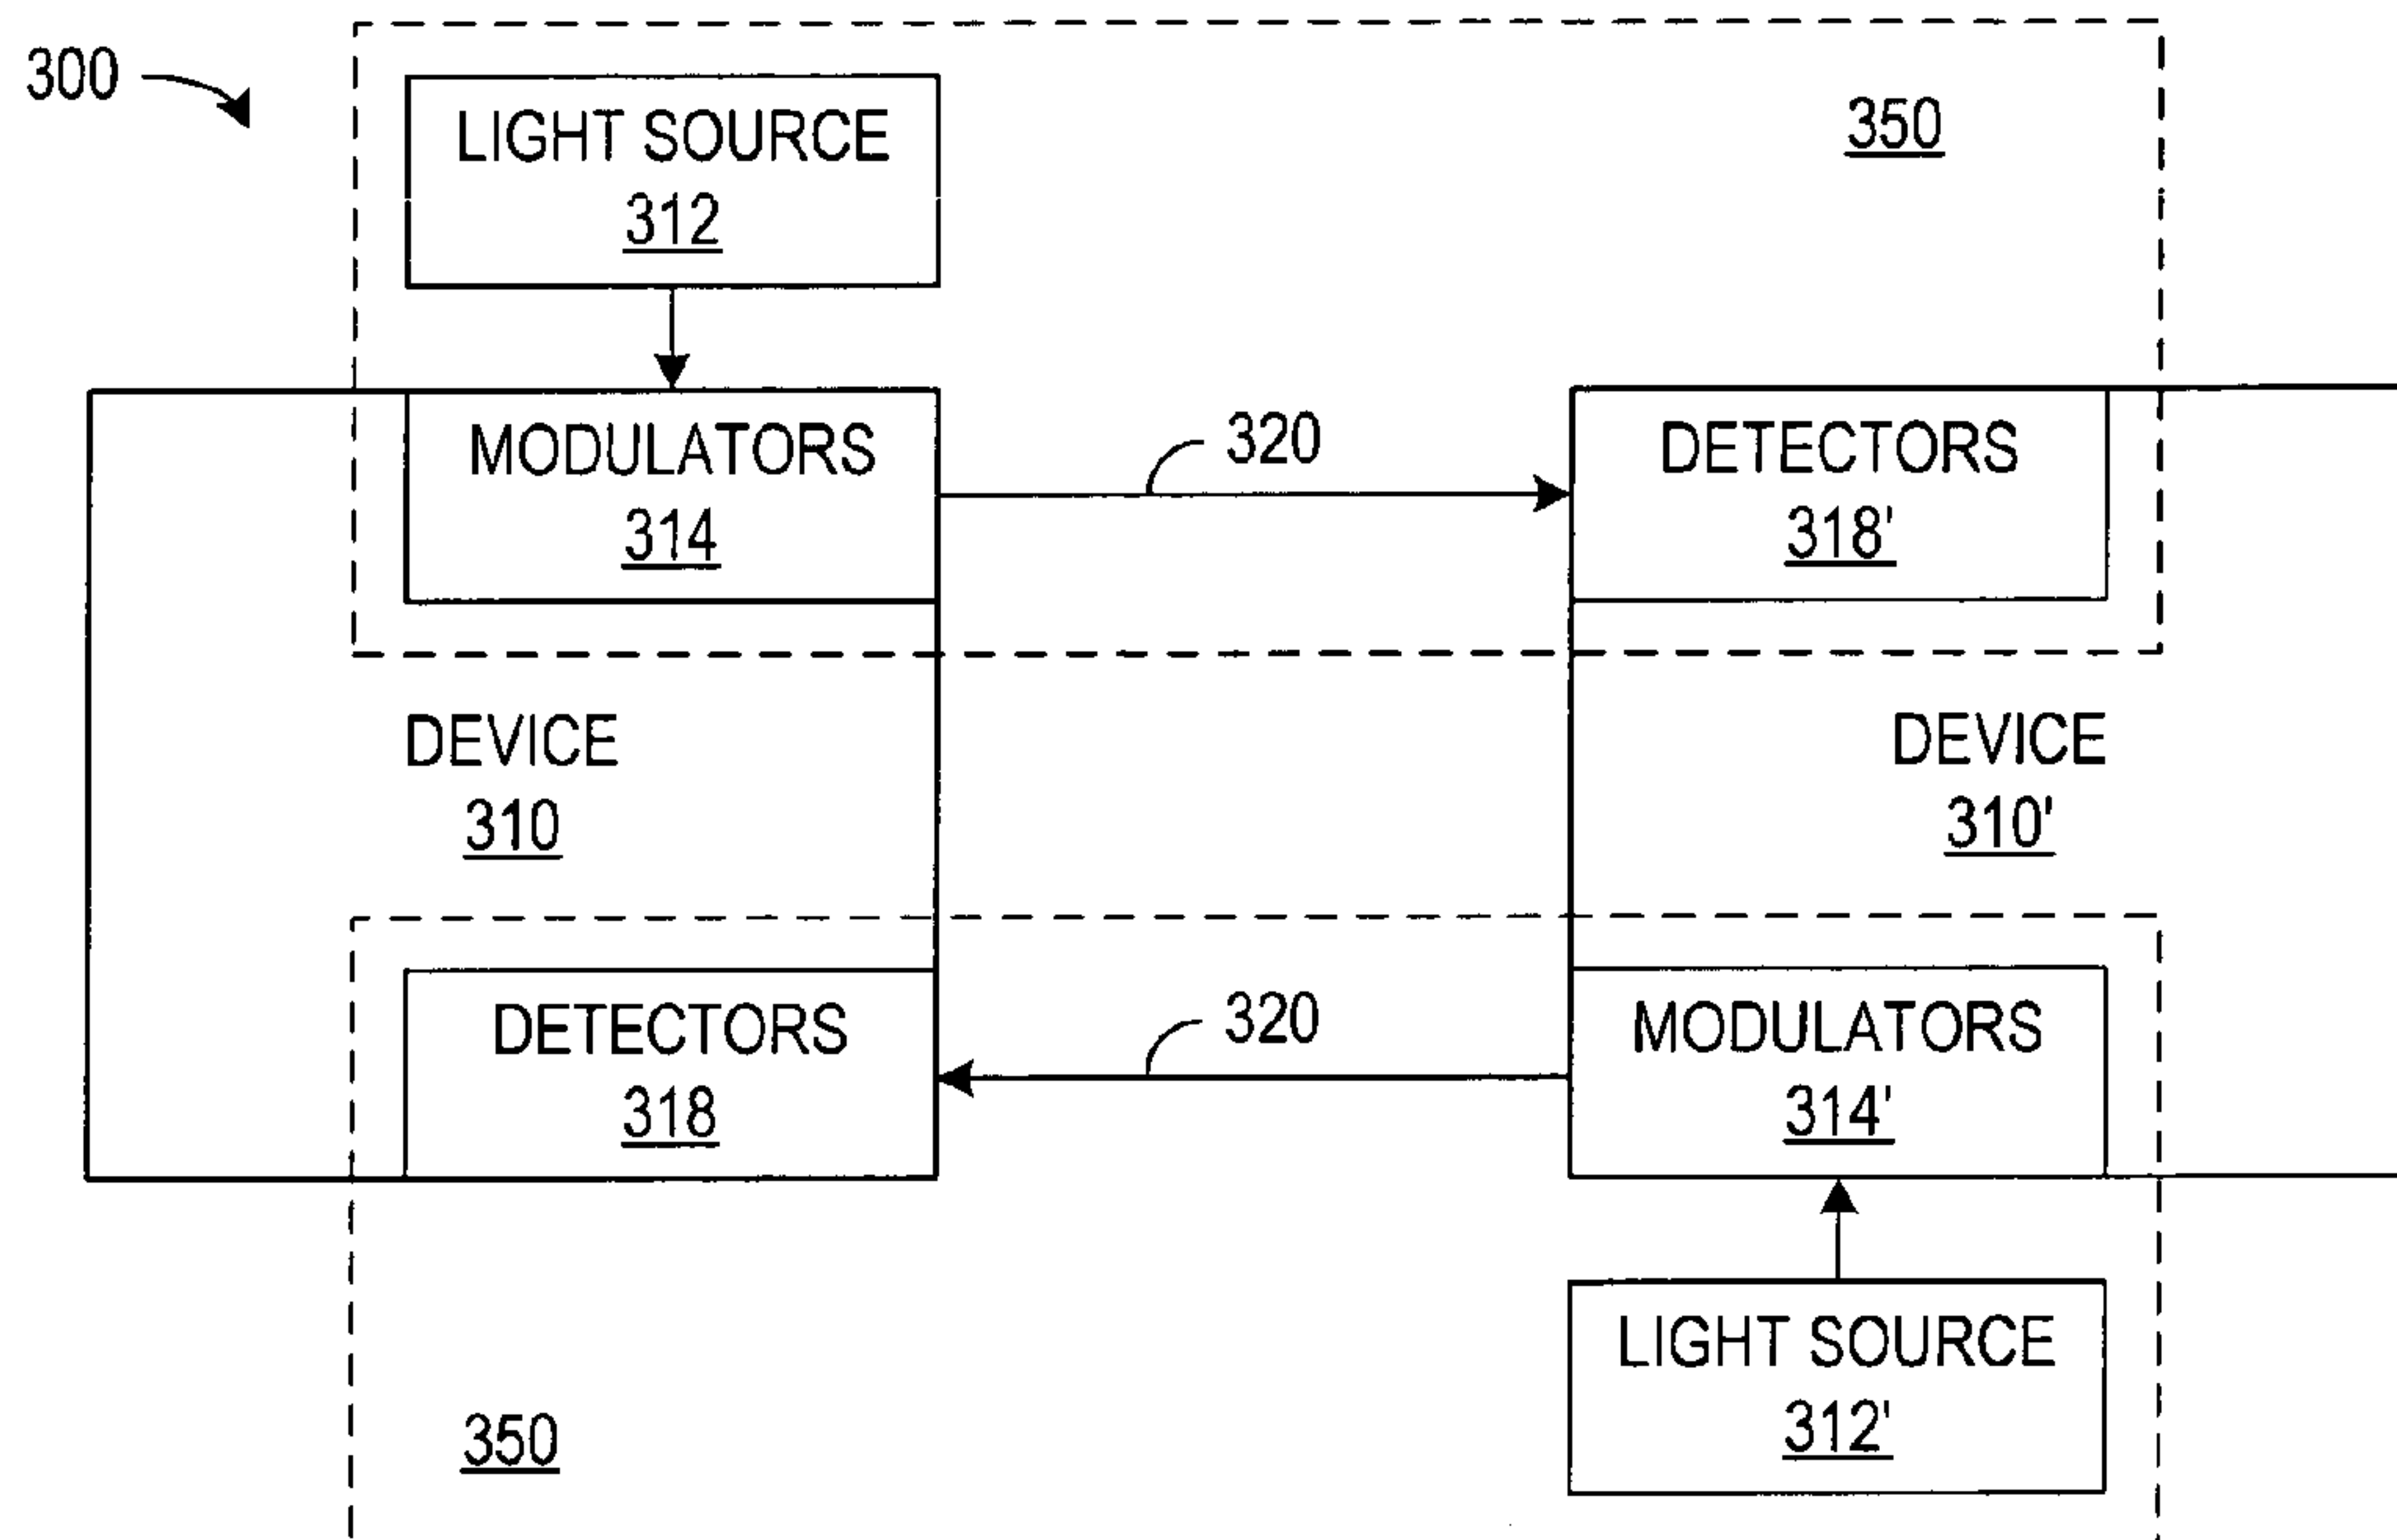 300
LIGHT SOURCE
312
350
MODULATORS
314
320
DETECTORS
318'
DEVICE
310
DEVICE
310'
DETECTORS
318
320
MODULATORS
314'
LIGHT SOURCE
312'
350